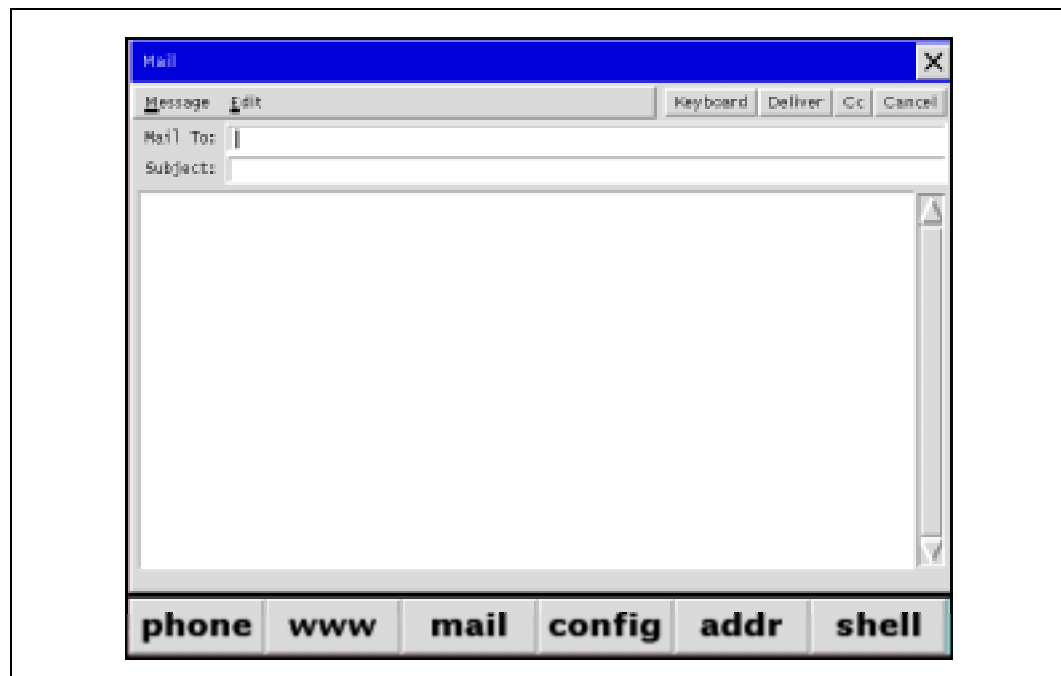 Mail
Message Edit Keyboard Deliver Cc Cancel
Mail To:
Subject:
phone www mail config addr shell